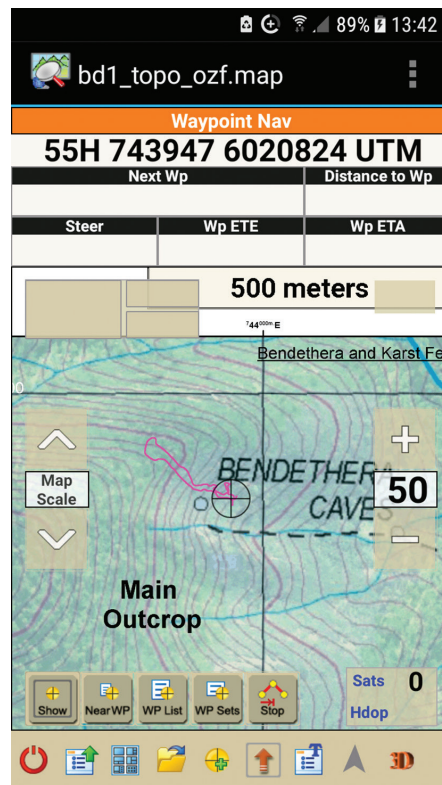 89% 13:42
bd1_topo_ozf.map
Waypoint Nav
55H 743947 6020824 UTM
Next Wp Distance to Wp
Steer Wp ETE Wp ETA
500 meters
⁷44⁰⁰⁰ᵐ E
Bendethera and Karst Fe
00
BENDETHERA
CAVES
Map
Scale
50
Main
Outcrop
Show NearWP WP List WP Sets Stop
Sats 0
Hdop
3D